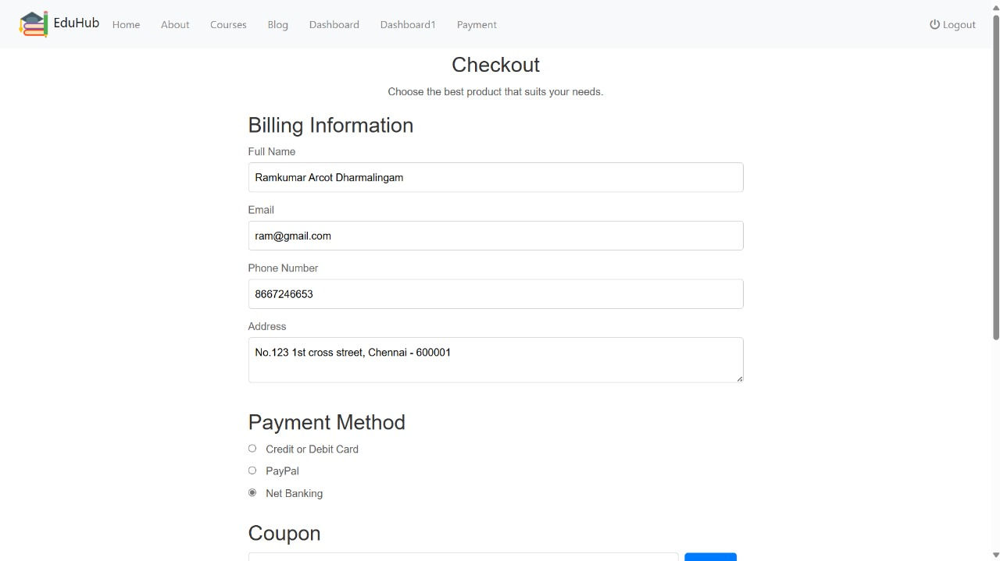 EduHub Home About Courses Blog Dashboard Dashboard1 Payment Logout
Checkout
Choose the best product that suits your needs.
Billing Information
Full Name
Ramkumar Arcot Dharmalingam
Email
ram@gmail.com
Phone Number
8667246653
Address
No.123 1st cross street, Chennai - 600001
Payment Method
Credit or Debit Card
PayPal
Net Banking
Coupon